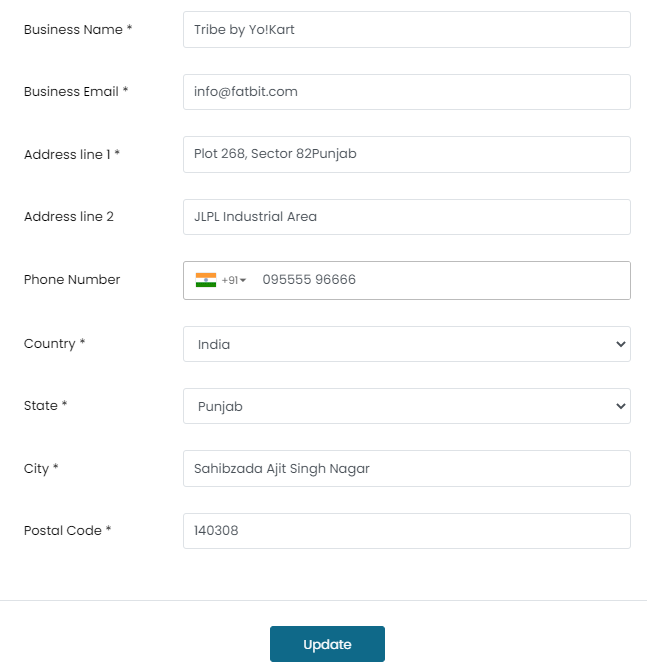 Business Name * Tribe by Yo!Kart
Business Email * info@fatbit.com
Address line 1 * Plot 268, Sector 82Punjab
Address line 2 JLPL Industrial Area
Phone Number +91 095555 96666
Country * India
State * Punjab
City * Sahibzada Ajit Singh Nagar
Postal Code * 140308
Update